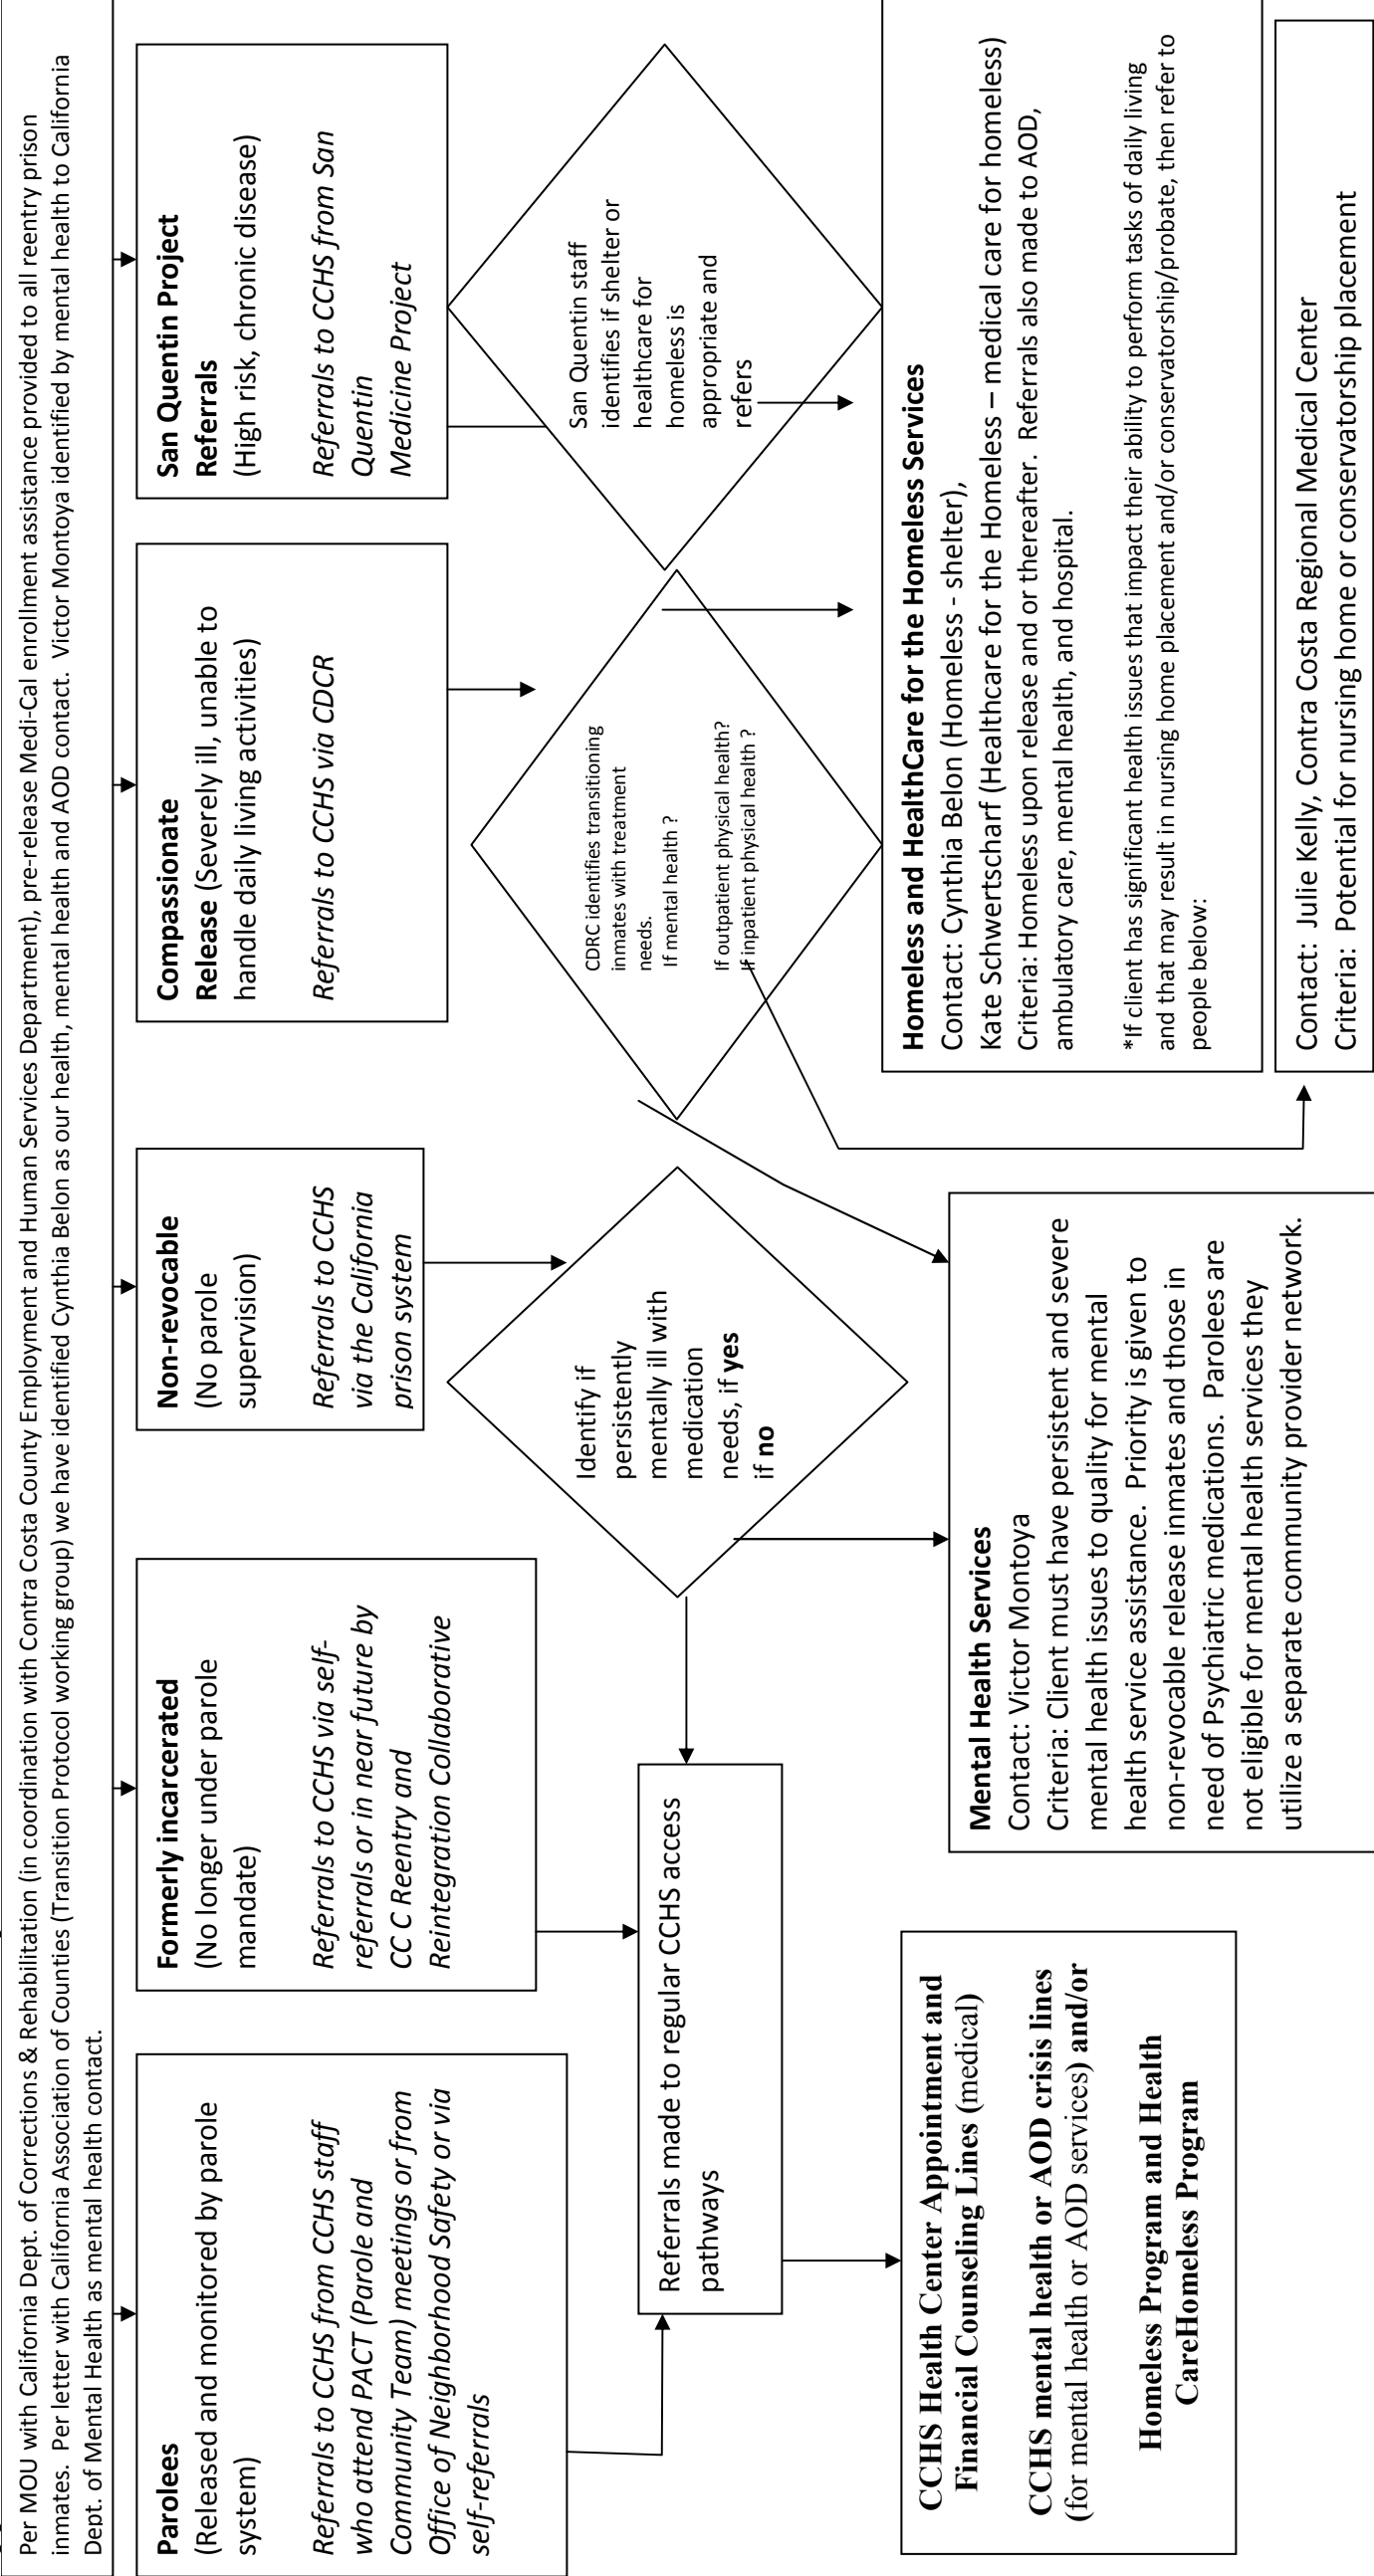 Per MOU with California Dept. of Corrections & Rehabilitation (in coordination with Contra Costa County Employment and Human Services Department), pre-release Medi-Cal enrollment assistance provided to all reentry prison
inmates. Per letter with California Association of Counties (Transition Protocol working group) we have identified Cynthia Belon as our health, mental health and AOD contact. Victor Montoya identified by mental health to California
Dept. of Mental Health as mental health contact.
Parolees
(Released and monitored by parole
system)
Referrals to CCHS from CCHS staff
who attend PACT (Parole and
Community Team) meetings or from
Office of Neighborhood Safety or via
self-referrals
Formerly incarcerated
(No longer under parole
mandate)
Referrals to CCHS via self-
referrals or in near future by
CC C Reentry and
Reintegration Collaborative
Non-revocable
(No parole
supervision)
Referrals to CCHS
via the California
prison system
Compassionate
Release (Severely ill, unable to
handle daily living activities)
Referrals to CCHS via CDCR
San Quentin Project
Referrals
(High risk, chronic disease)
Referrals to CCHS from San
Quentin
Medicine Project
Referrals made to regular CCHS access
pathways
Identify if
persistently
mentally ill with
medication
needs, if yes
if no
CDRC identifies transitioning
inmates with treatment
needs.
If mental health ?
If outpatient physical health?
If inpatient physical health ?
San Quentin staff
identifies if shelter or
healthcare for
homeless is
appropriate and
refers
CCHS Health Center Appointment and
Financial Counseling Lines (medical)
CCHS mental health or AOD crisis lines
(for mental health or AOD services) and/or
Homeless Program and Health
CareHomeless Program
Mental Health Services
Contact: Victor Montoya
Criteria: Client must have persistent and severe
mental health issues to quality for mental
health service assistance. Priority is given to
non-revocable release inmates and those in
need of Psychiatric medications. Parolees are
not eligible for mental health services they
utilize a separate community provider network.
Homeless and HealthCare for the Homeless Services
Contact: Cynthia Belon (Homeless - shelter),
Kate Schwertscharf (Healthcare for the Homeless – medical care for homeless)
Criteria: Homeless upon release and or thereafter. Referrals also made to AOD,
ambulatory care, mental health, and hospital.
*If client has significant health issues that impact their ability to perform tasks of daily living
and that may result in nursing home placement and/or conservatorship/probate, then refer to
people below:
Contact: Julie Kelly, Contra Costa Regional Medical Center
Criteria: Potential for nursing home or conservatorship placement